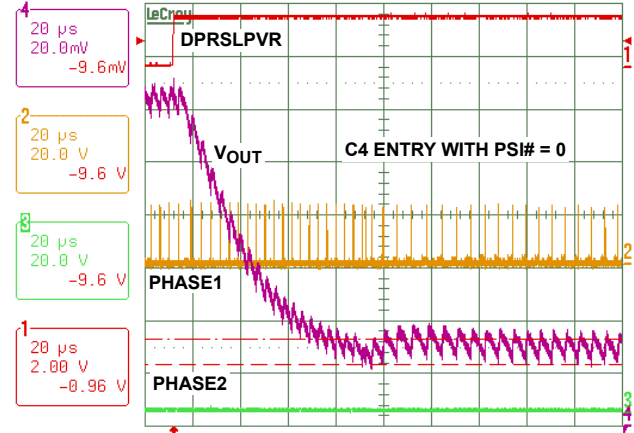 4
20 µs
20.0mV
-9.6mV
2
20 µs
20.0 V
-9.6 V
3
20 µs
20.0 V
-9.6 V
1
20 µs
2.00 V
-0.96 V
LeCroy
DPRSLPVR
1
VOUT
C4 ENTRY WITH PSI# = 0
2
PHASE1
PHASE2
3